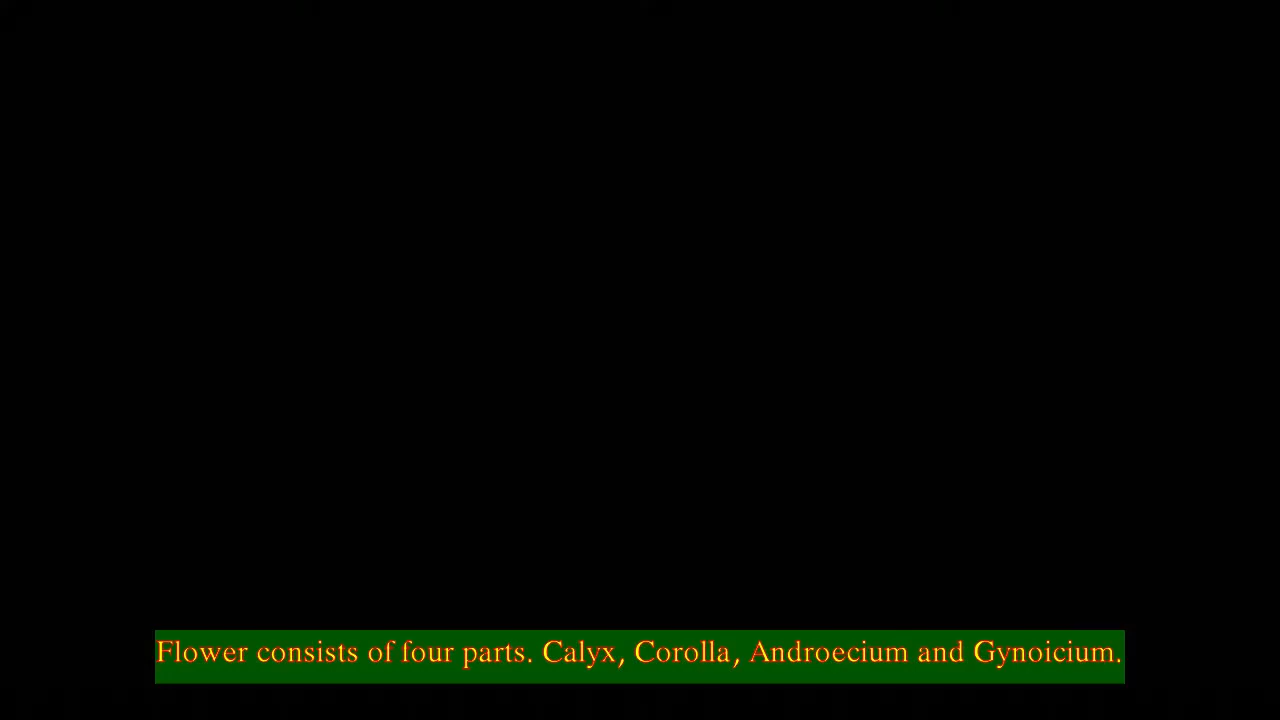 Flower consists of four parts. Calyx, Corolla, Androecium and Gynoicium.